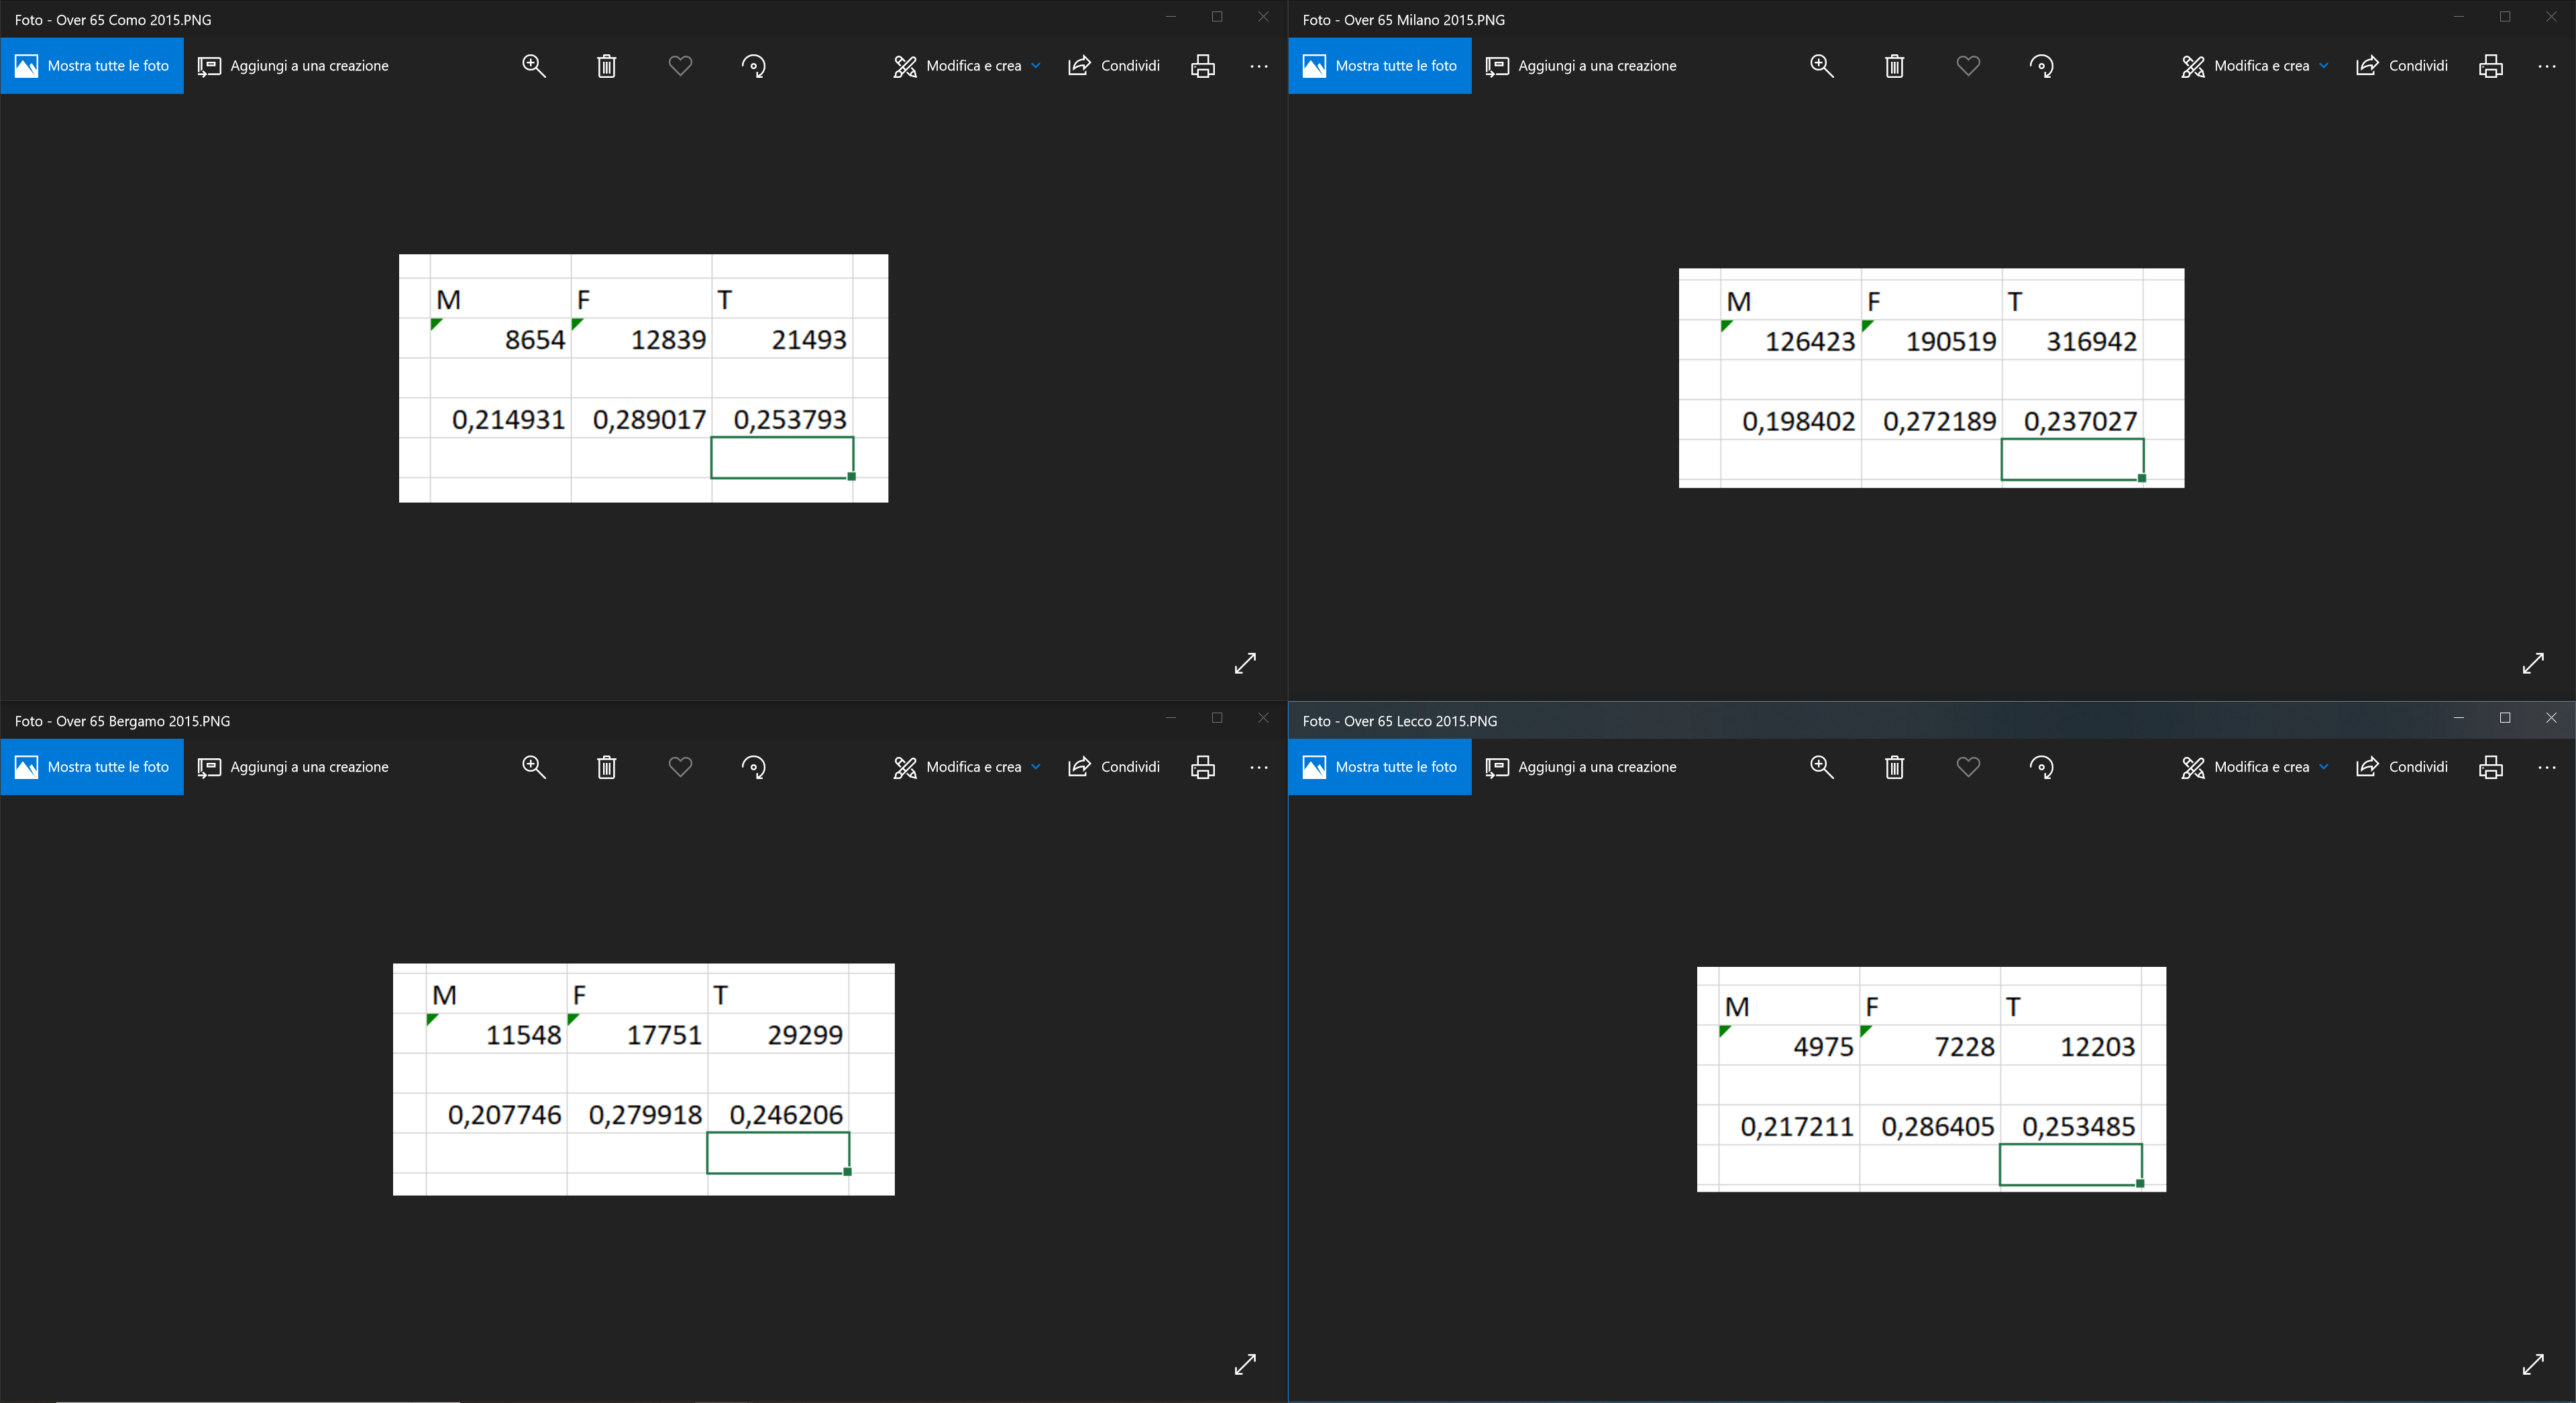 Foto - Over 65 Como 2015.PNG
Mostra tutte le foto Aggiungi a una creazione Modifica e crea Condividi
M F T
8654 12839 21493
0,214931 0,289017 0,253793
Foto - Over 65 Milano 2015.PNG
Mostra tutte le foto Aggiungi a una creazione Modifica e crea Condividi
M F T
126423 190519 316942
0,198402 0,272189 0,237027
Foto - Over 65 Bergamo 2015.PNG
Mostra tutte le foto Aggiungi a una creazione Modifica e crea Condividi
M F T
11548 17751 29299
0,207746 0,279918 0,246206
Foto - Over 65 Lecco 2015.PNG
Mostra tutte le foto Aggiungi a una creazione Modifica e crea Condividi
M F T
4975 7228 12203
0,217211 0,286405 0,253485